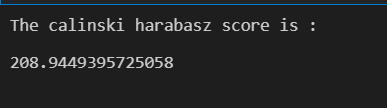 The calinski harabasz score is :
208.9449395725058